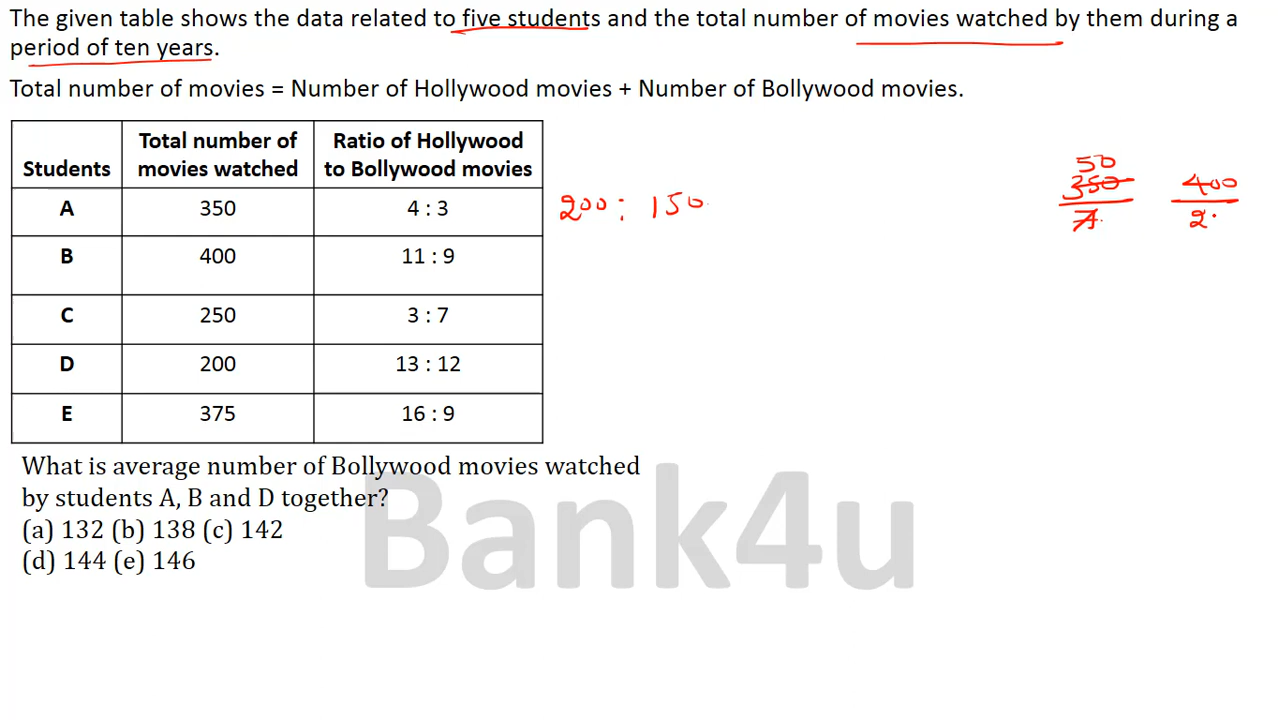 The given table shows the data related to five students and the total number of movies watched by them during a
period of ten years.
Total number of movies = Number of Hollywood movies + Number of Bollywood movies.
Students Total number of movies watched Ratio of Hollywood to Bollywood movies
A 350 4 : 3 200 : 150
B 400 11 : 9
C 250 3 : 7
D 200 13 : 12
E 375 16 : 9
50
350 400
7 2
What is average number of Bollywood movies watched
by students A, B and D together?
(a) 132 (b) 138 (c) 142
(d) 144 (e) 146
Bank4u